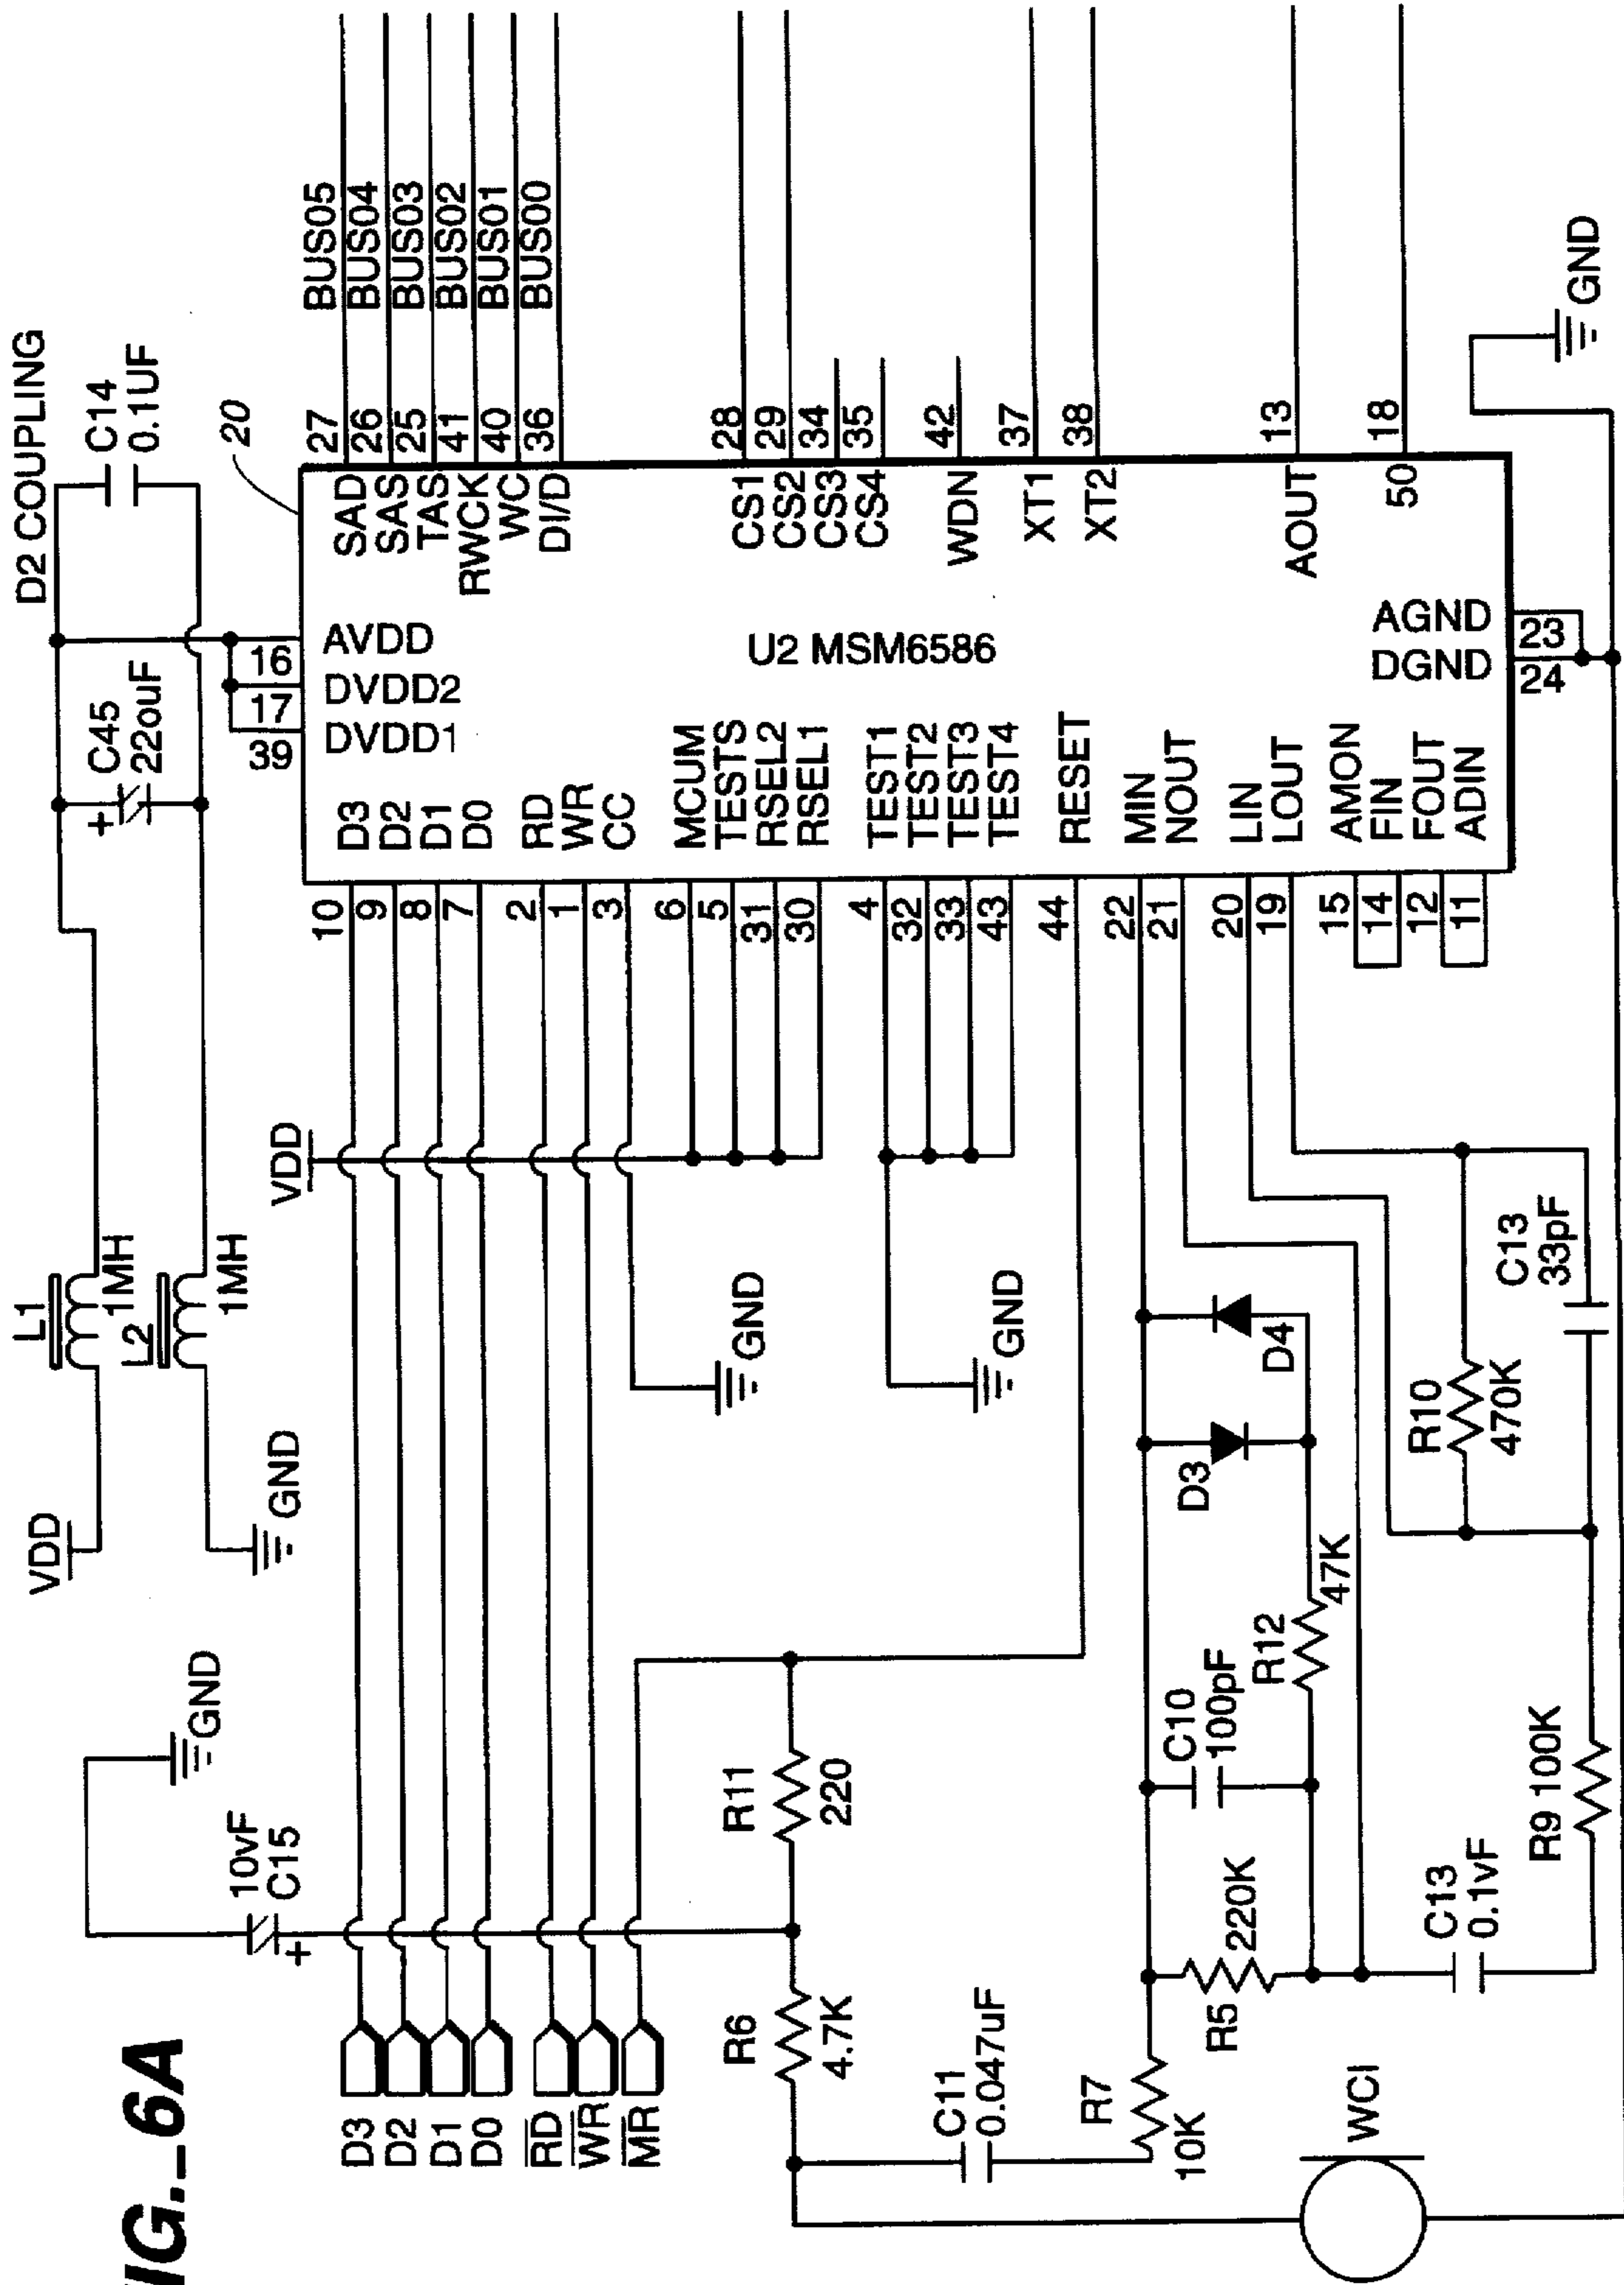 FIG._6A
VDD
L1
1MH
L2
1MH
GND
D2 COUPLING
C45
22ouF
C14
0.1UF
20
GND
10vF
C15
D3
D2
D1
D0
RD
WR
MR
VDD
10
9
8
7
2
1
3
6
5
31
30
4
32
33
43
44
22
21
20
19
15
14
12
11
16
17
39
AVDD
DVDD2
DVDD1
D3
D2
D1
D0
RD
WR
CC
MCUM
TESTS
RSEL2
RSEL1
TEST1
TEST2
TEST3
TEST4
RESET
MIN
NOUT
LIN
LOUT
AMON
FIN
FOUT
ADIN
U2 MSM6586
SAD
SAS
TAS
RWCK
WC
DI/D
CS1
CS2
CS3
CS4
WDN
XT1
XT2
AOUT
50
AGND
DGND
23
24
27
26
25
41
40
36
28
29
34
35
42
37
38
13
18
BUS05
BUS04
BUS03
BUS02
BUS01
BUS00
GND
GND
GND
R6
4.7K
R11
220
C11
0.047uF
R7
10K
R5
220K
C10
100pF
R12
47K
D3
D4
C13
0.1vF
R9 100K
R10
470K
C13
33pF
WCI